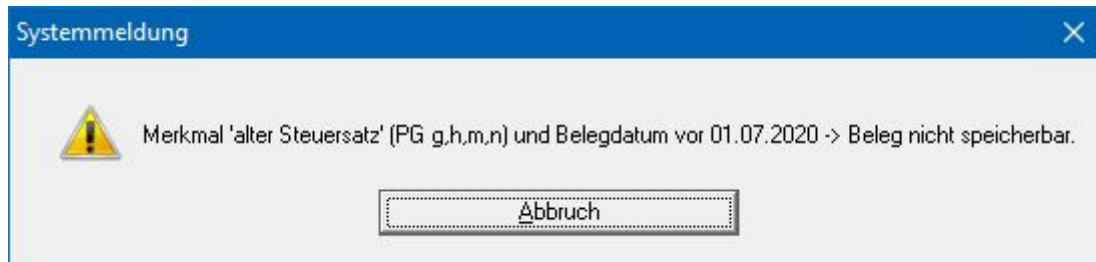 Systemmeldung
Merkmal 'alter Steuersatz' (PG g,h,m,n) und Belegdatum vor 01.07.2020 -> Beleg nicht speicherbar.
Abbruch